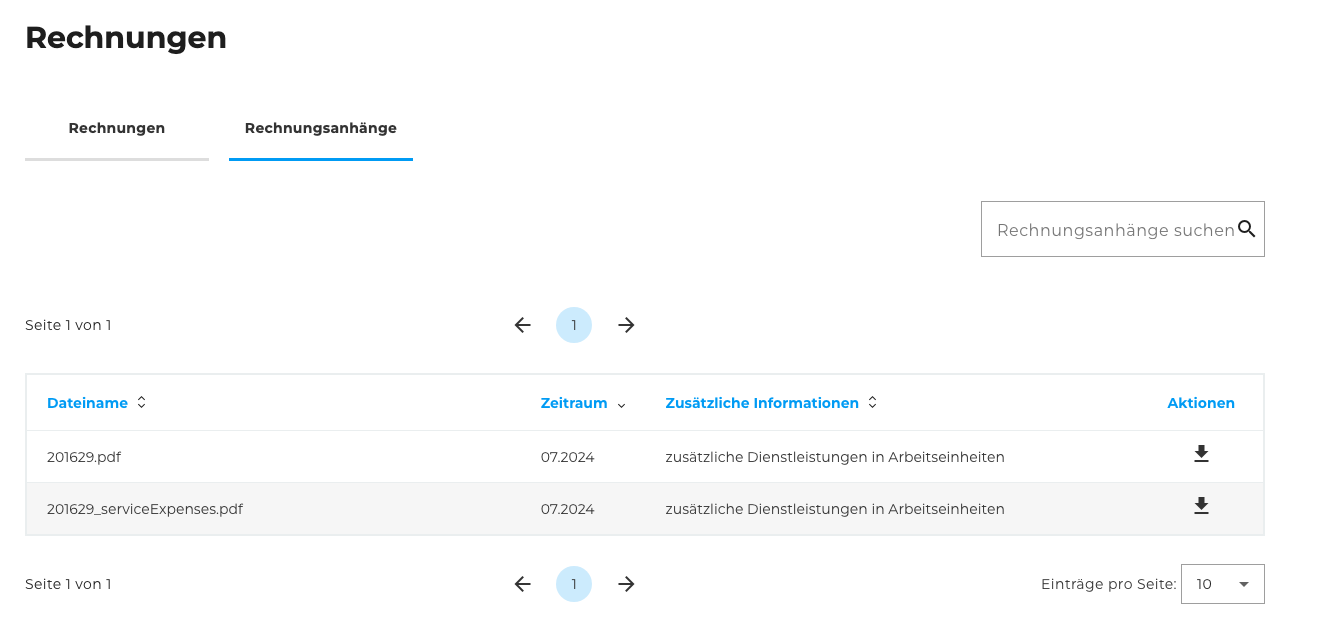 Rechnungen
Rechnungen Rechnungsanhänge
Rechnungsanhänge suchen
Seite 1 von 1 1
Dateiname Zeitraum Zusätzliche Informationen Aktionen
201629.pdf 07.2024 zusätzliche Dienstleistungen in Arbeitseinheiten
201629_serviceExpenses.pdf 07.2024 zusätzliche Dienstleistungen in Arbeitseinheiten
Seite 1 von 1 1 Einträge pro Seite: 10